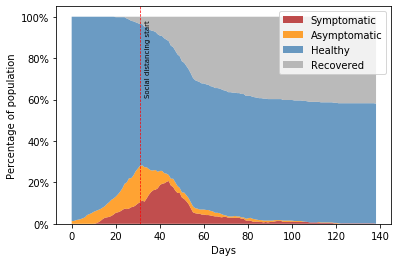 Symptomatic
Asymptomatic
Healthy
Recovered
Social distancing start
Percentage of population
100%
80%
60%
40%
20%
0%
0 20 40 60 80 100 120 140
Days